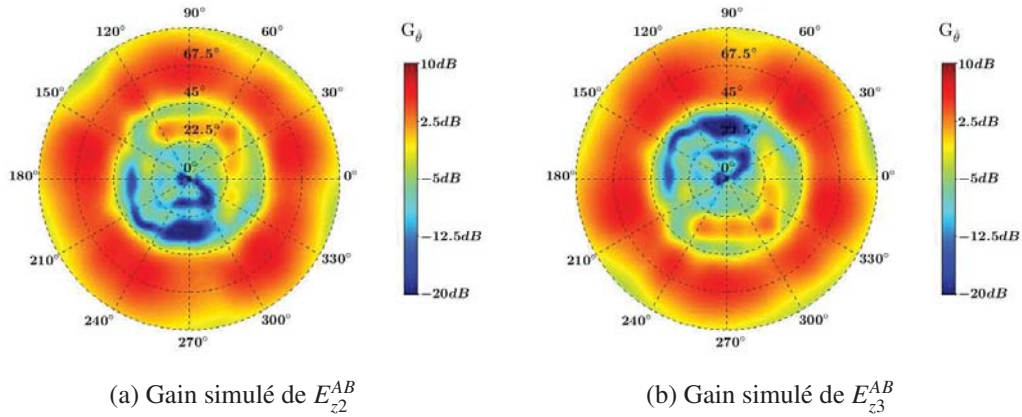 90°
120°
60°
67.5°
150°
45°
30°
22.5°
180°
0°
0°
210°
330°
240°
300°
270°
G_θ̂
10dB
2.5dB
−5dB
−12.5dB
−20dB
90°
120°
60°
67.5°
150°
45°
30°
22.5°
180°
0°
0°
210°
330°
240°
300°
270°
G_θ̂
10dB
2.5dB
−5dB
−12.5dB
−20dB
(a) Gain simulé de E_{z2}^{AB}
(b) Gain simulé de E_{z3}^{AB}